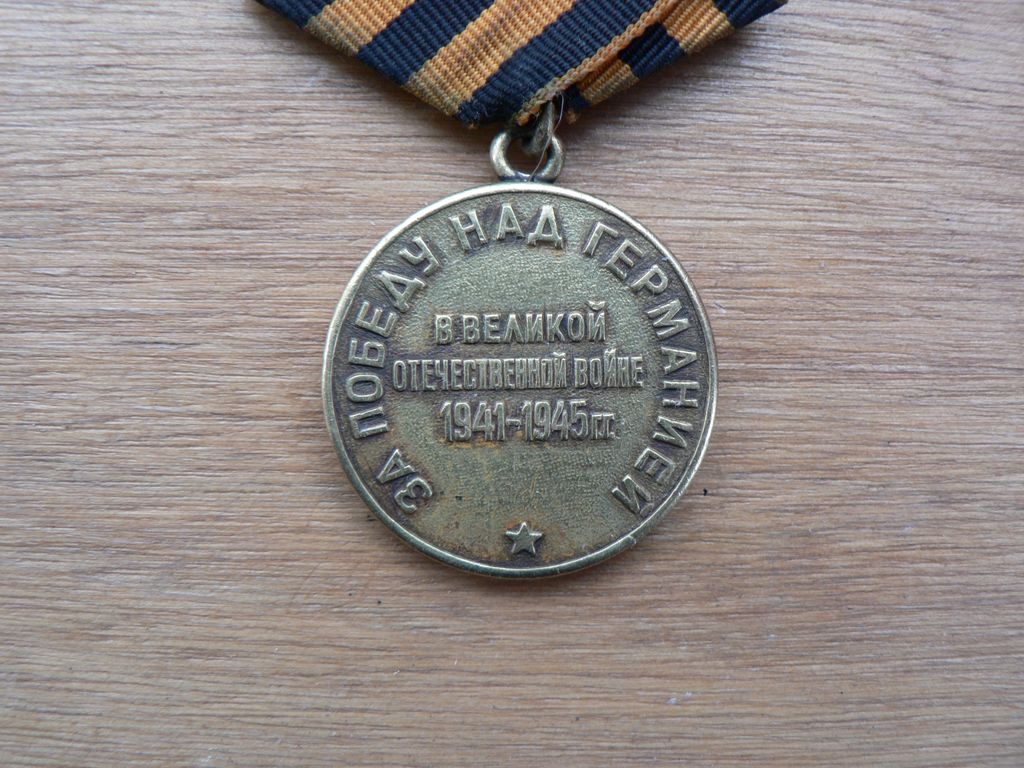 ЗА ПОБЕДУ НАД ГЕРМАНИЕЙ
В ВЕЛИКОЙ
ОТЕЧЕСТВЕННОЙ ВОЙНЕ
1941-1945 гг.